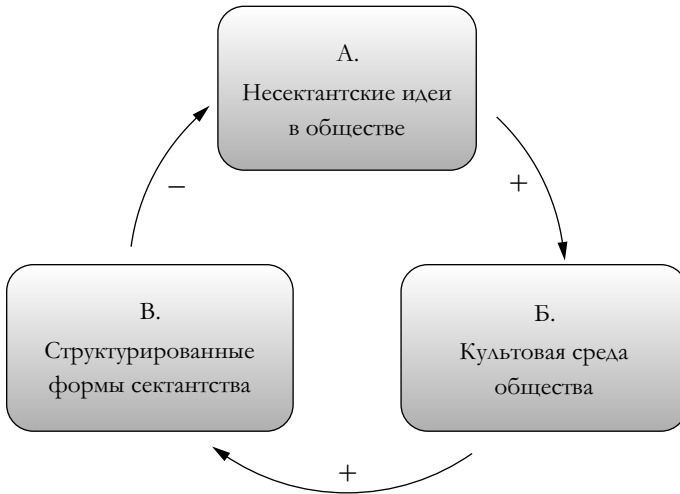 А.
Несектантские идеи
в обществе
–
+
В.
Структурированные
формы сектантства
Б.
Культовая среда
общества
+